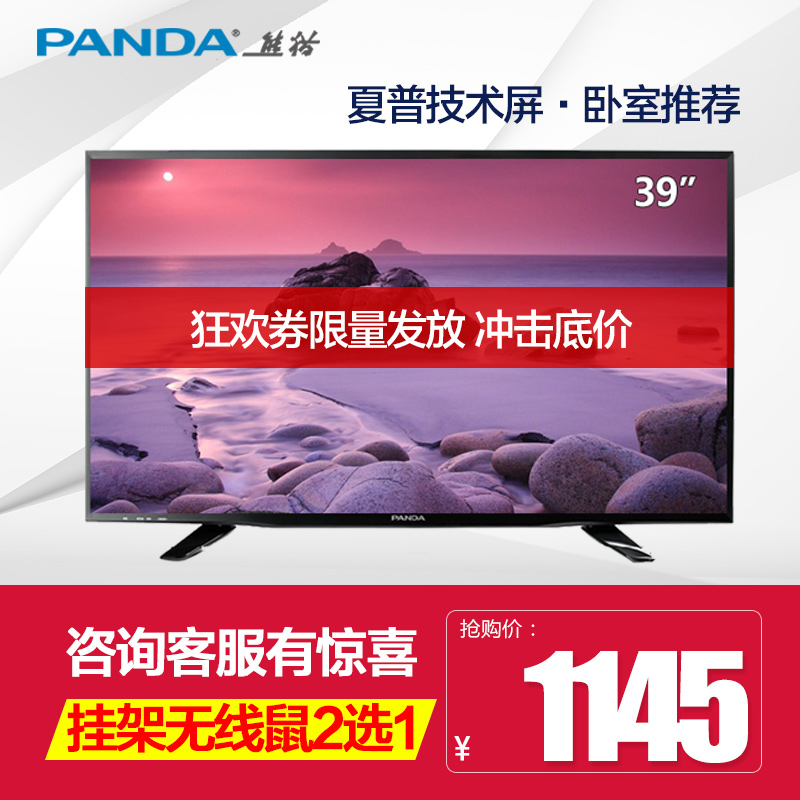 PANDA® 熊猫
夏普技术屏·卧室推荐
39”
狂欢券限量发放 冲击底价
PANDA
咨询客服有惊喜
挂架无线鼠2选1
抢购价：
¥1145